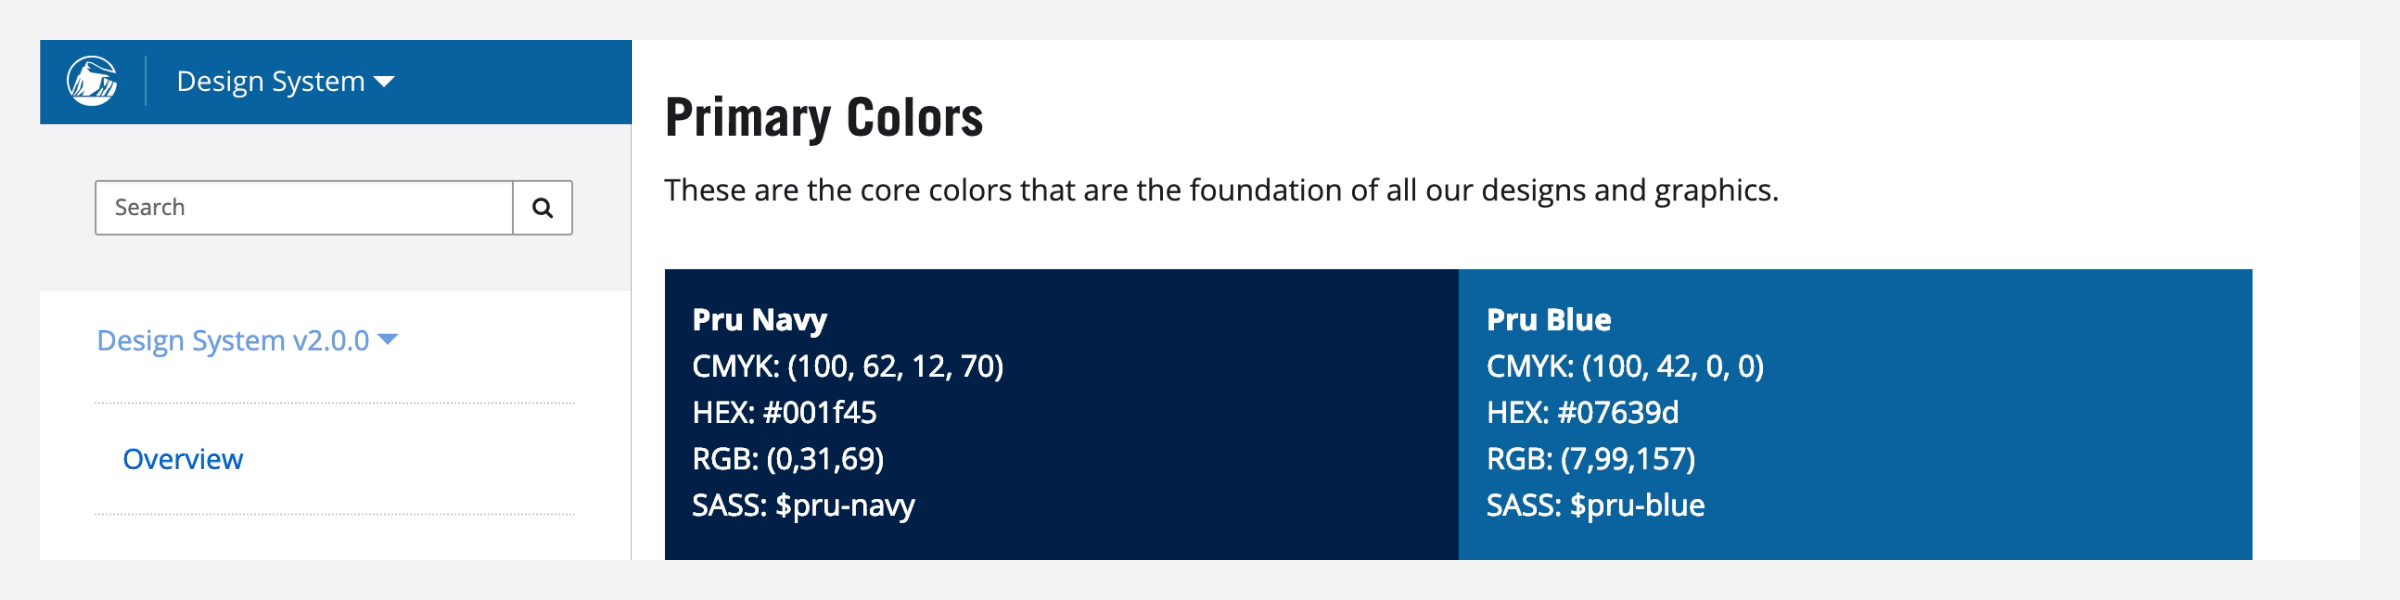 Design System
Search
Design System v2.0.0
Overview
Primary Colors
These are the core colors that are the foundation of all our designs and graphics.
Pru Navy
CMYK: (100, 62, 12, 70)
HEX: #001f45
RGB: (0,31,69)
SASS: $pru-navy
Pru Blue
CMYK: (100, 42, 0, 0)
HEX: #07639d
RGB: (7,99,157)
SASS: $pru-blue